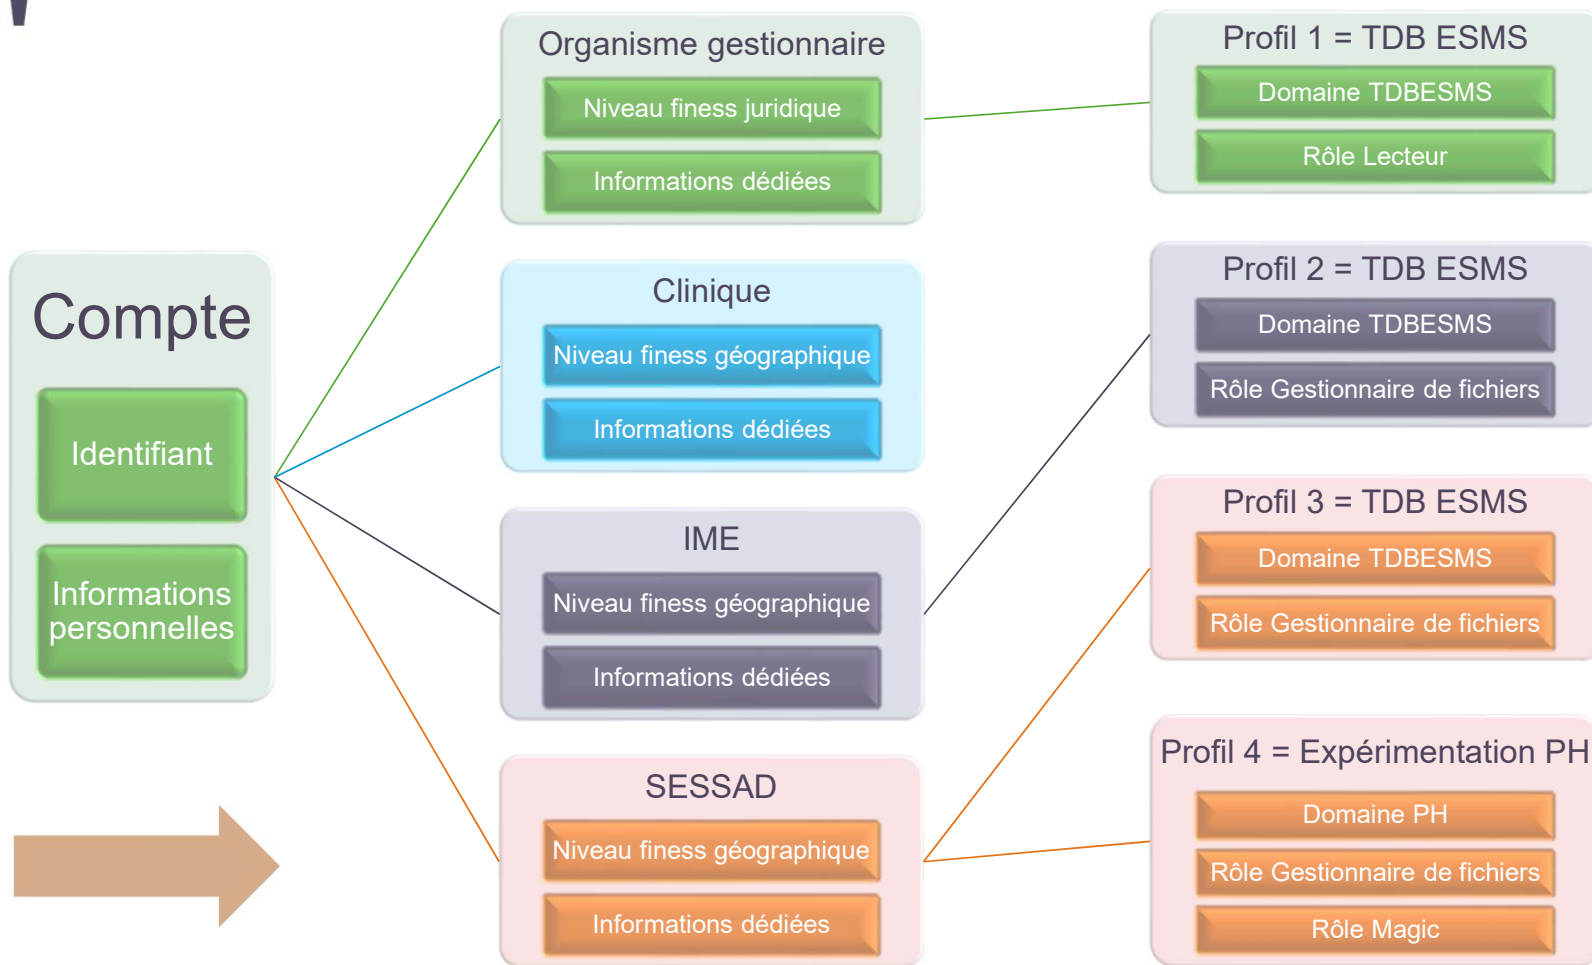 Compte
Identifiant
Informations
personnelles
Organisme gestionnaire
Niveau finess juridique
Informations dédiées
Clinique
Niveau finess géographique
Informations dédiées
IME
Niveau finess géographique
Informations dédiées
SESSAD
Niveau finess géographique
Informations dédiées
Profil 1 = TDB ESMS
Domaine TDBESMS
Rôle Lecteur
Profil 2 = TDB ESMS
Domaine TDBESMS
Rôle Gestionnaire de fichiers
Profil 3 = TDB ESMS
Domaine TDBESMS
Rôle Gestionnaire de fichiers
Profil 4 = Expérimentation PH
Domaine PH
Rôle Gestionnaire de fichiers
Rôle Magic